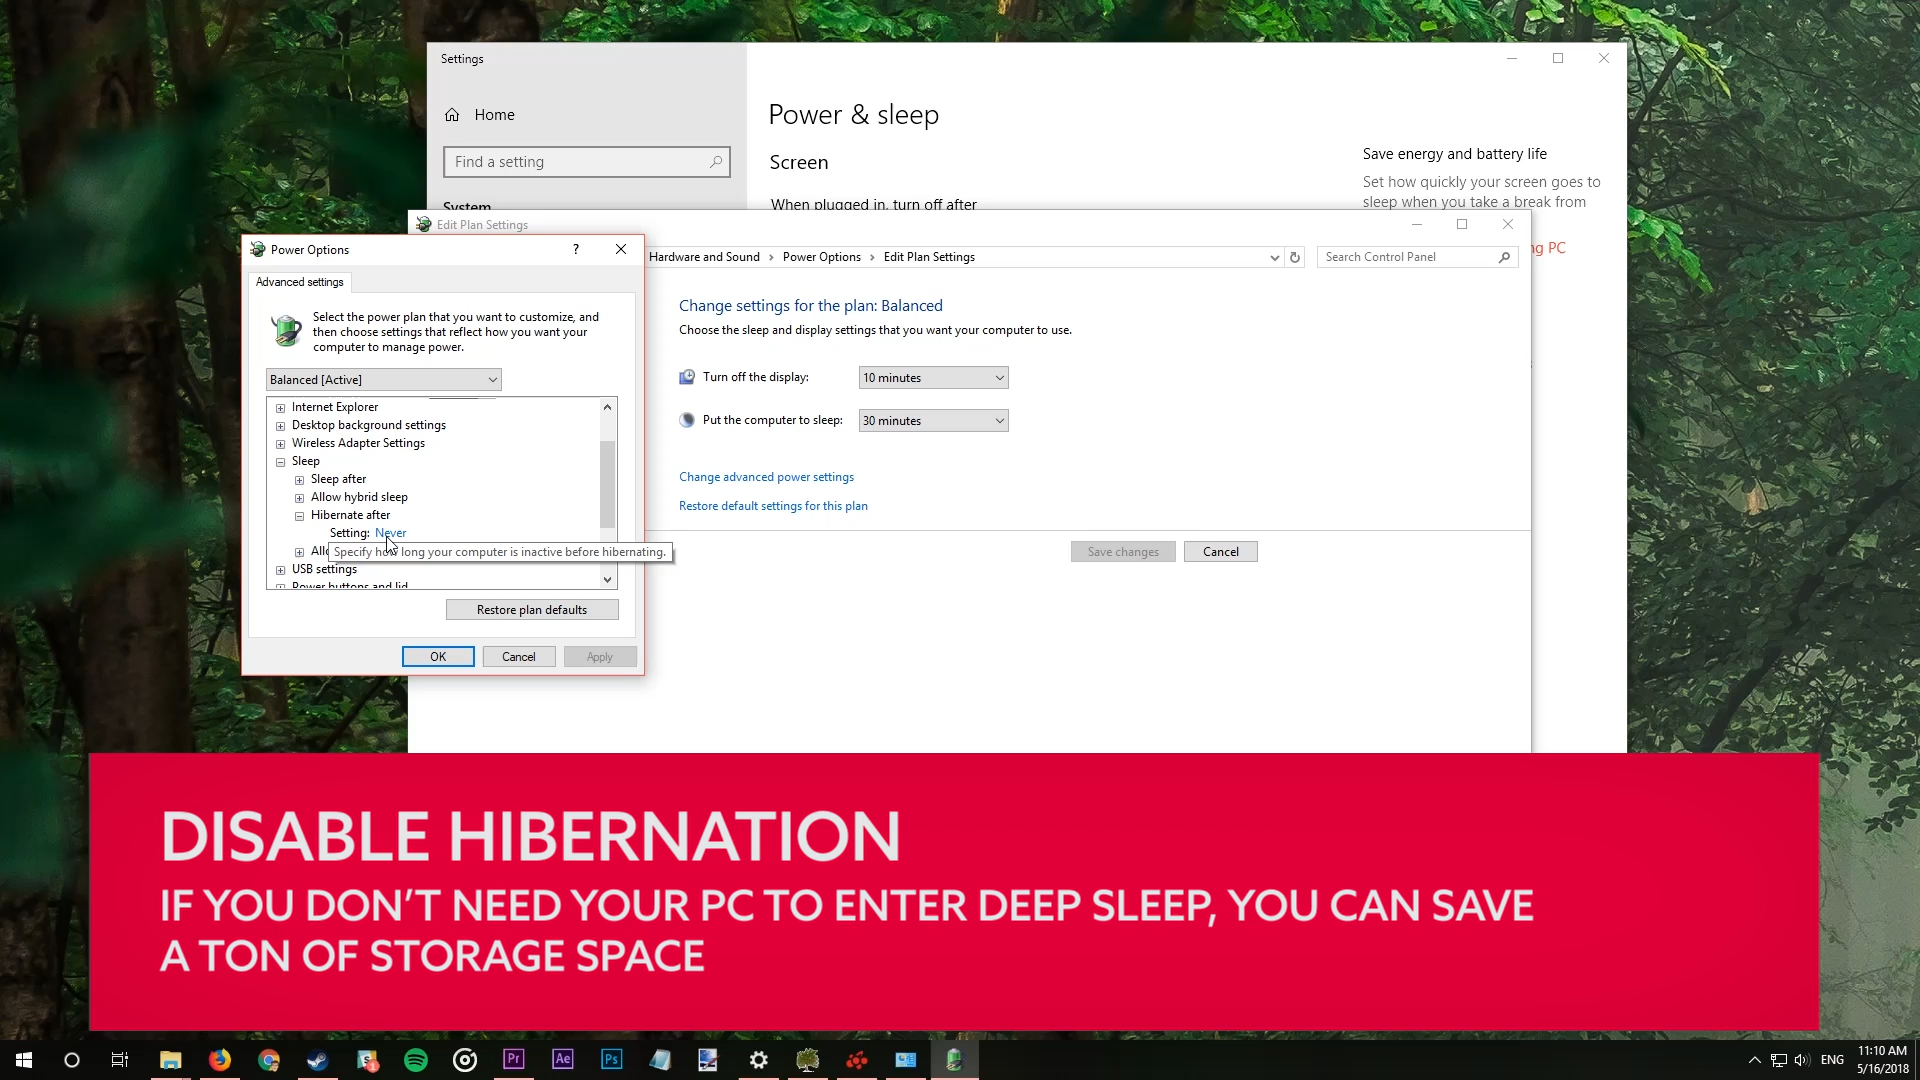 Settings
Home
Find a setting
System
Power & sleep
Screen
When plugged in, turn off after
Save energy and battery life
Set how quickly your screen goes to
sleep when you take a break from
ng PC
Edit Plan Settings
Hardware and Sound > Power Options > Edit Plan Settings
Search Control Panel
Change settings for the plan: Balanced
Choose the sleep and display settings that you want your computer to use.
Turn off the display: 10 minutes
Put the computer to sleep: 30 minutes
Change advanced power settings
Restore default settings for this plan
Save changes Cancel
Power Options
?
Advanced settings
Select the power plan that you want to customize, and
then choose settings that reflect how you want your
computer to manage power.
Balanced [Active]
Internet Explorer
Desktop background settings
Wireless Adapter Settings
Sleep
Sleep after
Allow hybrid sleep
Hibernate after
Setting: Never
Specify how long your computer is inactive before hibernating.
USB settings
Power buttons and lid
Restore plan defaults
OK Cancel Apply
DISABLE HIBERNATION
IF YOU DON'T NEED YOUR PC TO ENTER DEEP SLEEP, YOU CAN SAVE
A TON OF STORAGE SPACE
Pr Ae Ps
ENG
11:10 AM
5/16/2018